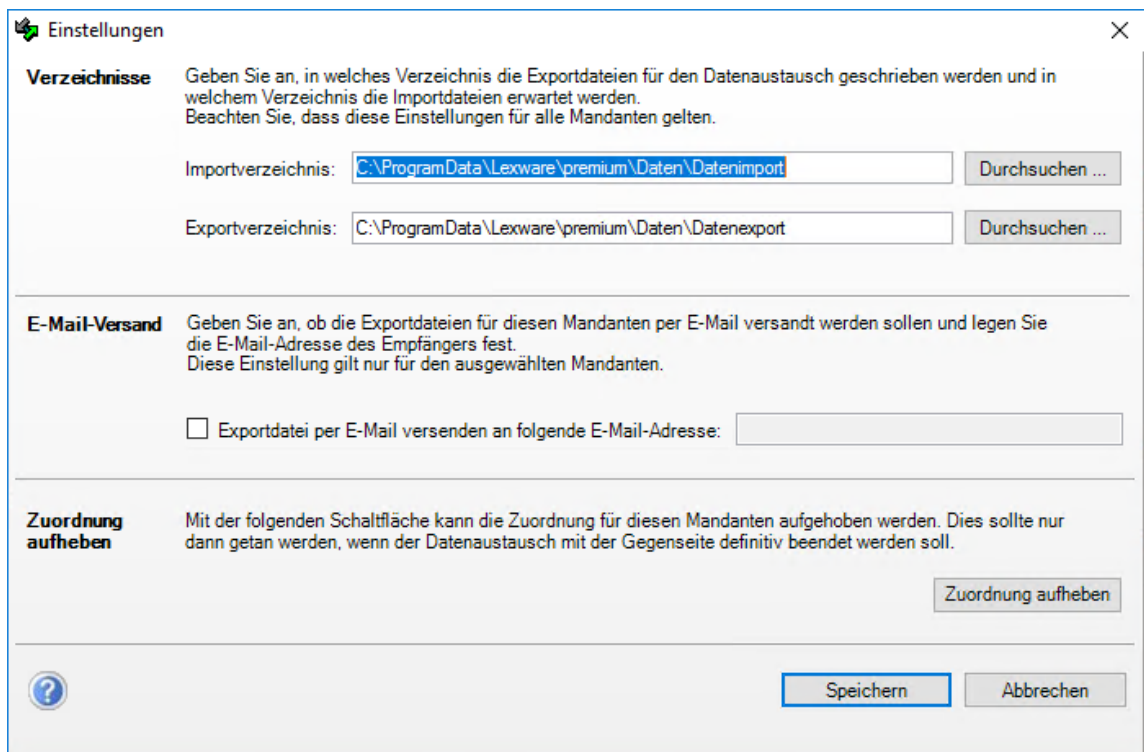 Einstellungen
Verzeichnisse
Geben Sie an, in welches Verzeichnis die Exportdateien für den Datenaustausch geschrieben werden und in
welchem Verzeichnis die Importdateien erwartet werden.
Beachten Sie, dass diese Einstellungen für alle Mandanten gelten.
Importverzeichnis: C:\ProgramData\Lexware\premium\Daten\Datenimport Durchsuchen ...
Exportverzeichnis: C:\ProgramData\Lexware\premium\Daten\Datenexport Durchsuchen ...
E-Mail-Versand
Geben Sie an, ob die Exportdateien für diesen Mandanten per E-Mail versandt werden sollen und legen Sie
die E-Mail-Adresse des Empfängers fest.
Diese Einstellung gilt nur für den ausgewählten Mandanten.
Exportdatei per E-Mail versenden an folgende E-Mail-Adresse:
Zuordnung
aufheben
Mit der folgenden Schaltfläche kann die Zuordnung für diesen Mandanten aufgehoben werden. Dies sollte nur
dann getan werden, wenn der Datenaustausch mit der Gegenseite definitiv beendet werden soll.
Zuordnung aufheben
? Speichern Abbrechen